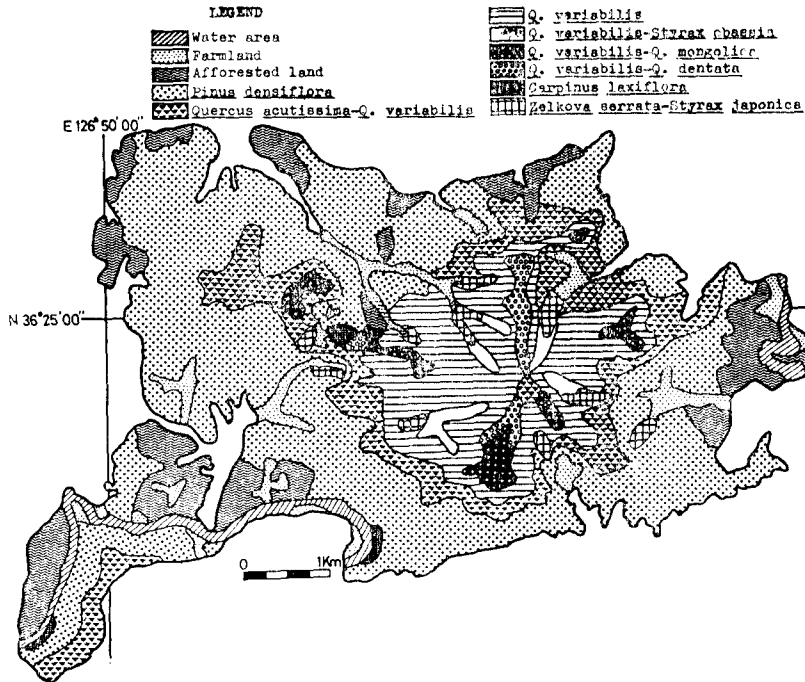 LEGEND
Water area
Farmland
Afforested land
Pinus densiflora
Quercus acutissima-Q. variabilis
Q. variabilis
Q. variabilis-Styrax obassia
Q. variabilis-Q. mongolica
Q. variabilis-Q. dentata
Carpinus laxiflora
Zelkova serrata-Styrax japonica
E 126° 50' 00"
N 36° 25' 00"
0 1Km